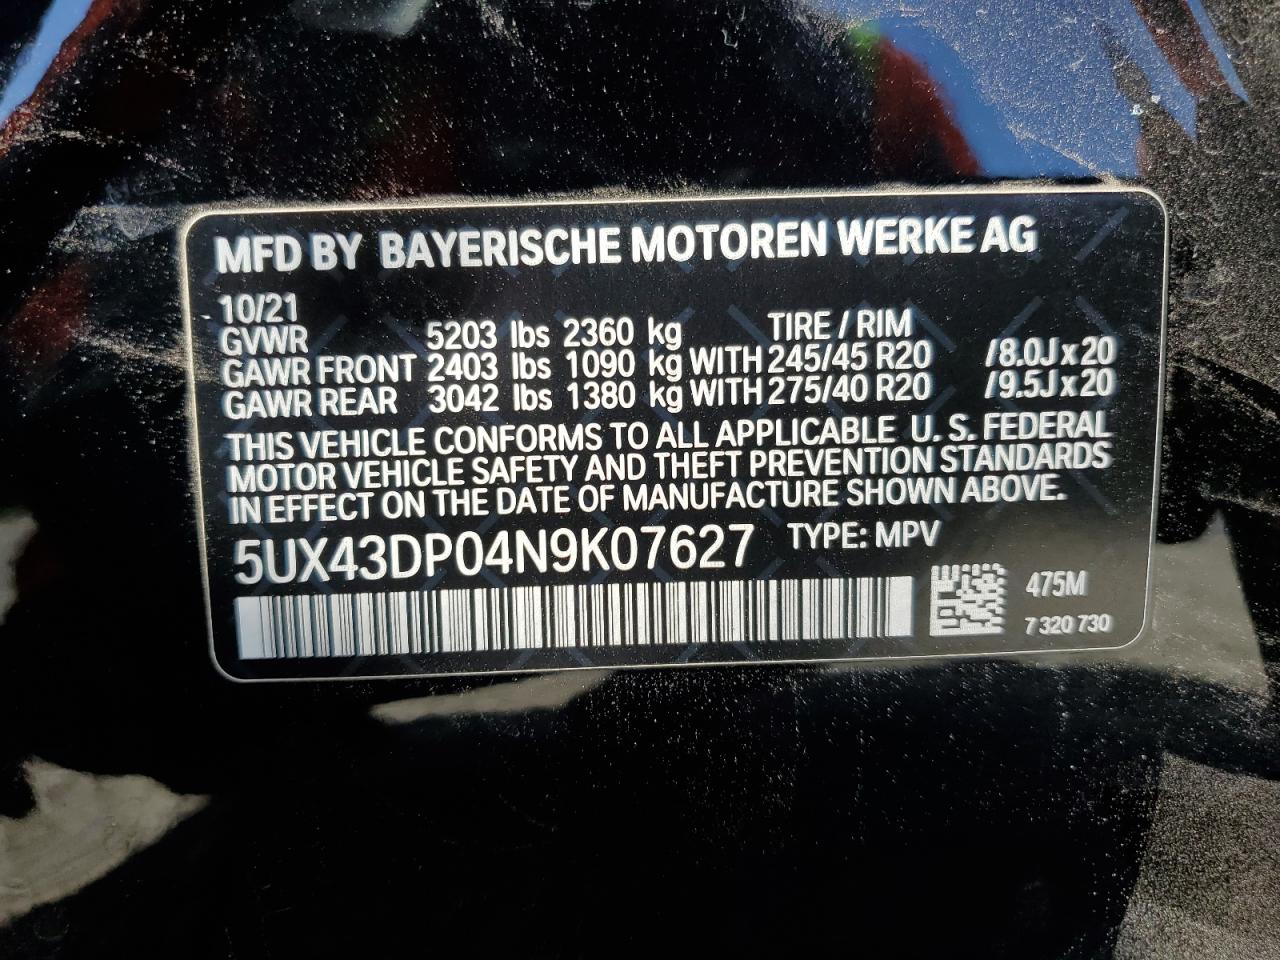 MFD BY BAYERISCHE MOTOREN WERKE AG
10/21
GVWR 5203 lbs 2360 kg TIRE / RIM
GAWR FRONT 2403 lbs 1090 kg WITH 245/45 R20 /8.0J x 20
GAWR REAR 3042 lbs 1380 kg WITH 275/40 R20 /9.5J x 20
THIS VEHICLE CONFORMS TO ALL APPLICABLE U. S. FEDERAL
MOTOR VEHICLE SAFETY AND THEFT PREVENTION STANDARDS
IN EFFECT ON THE DATE OF MANUFACTURE SHOWN ABOVE.
5UX43DP04N9K07627 TYPE: MPV
475M
7 320 730